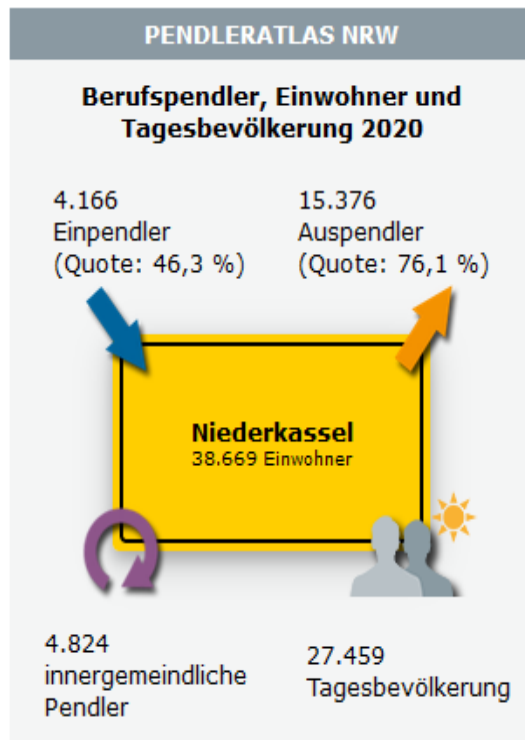 PENDLERATLAS NRW
Berufspendler, Einwohner und
Tagesbevölkerung 2020
4.166
Einpendler
(Quote: 46,3 %)
15.376
Auspendler
(Quote: 76,1 %)
Niederkassel
38.669 Einwohner
4.824
innergemeindliche
Pendler
27.459
Tagesbevölkerung